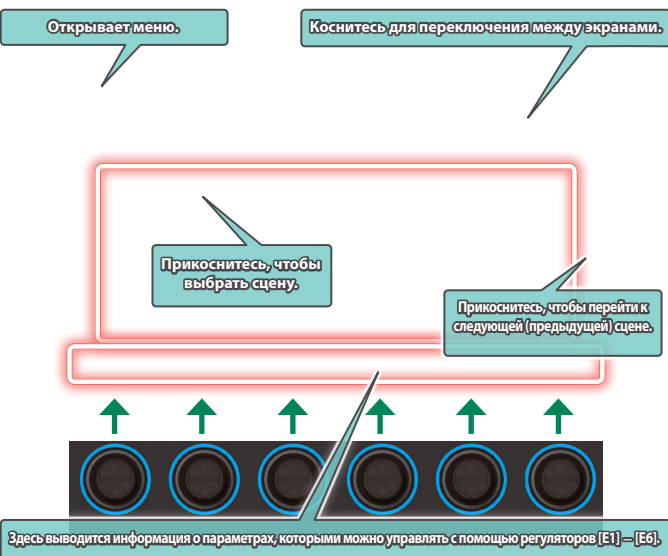 Открывает меню.
Коснитесь для переключения между экранами.
Прикоснитесь, чтобы
выбрать сцену.
Прикоснитесь, чтобы перейти к
следующей (предыдущей) сцене.
Здесь выводится информация о параметрах, которыми можно управлять с помощью регуляторов [E1] – [E6].